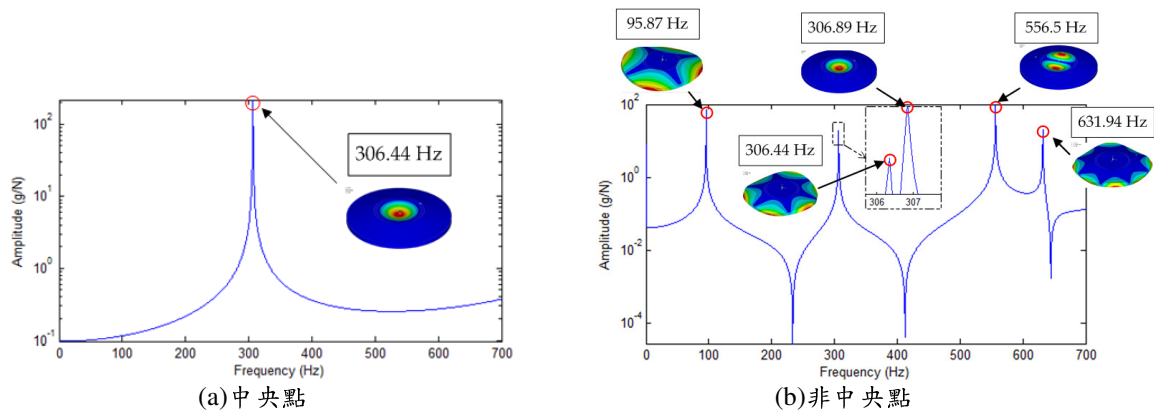 10²
10¹
10⁰
10⁻¹
Amplitude (g/N)
306.44 Hz
0 100 200 300 400 500 600 700
Frequency (Hz)
(a)中央點
95.87 Hz
306.89 Hz
556.5 Hz
306.44 Hz
631.94 Hz
306 307
10²
10⁰
10⁻²
10⁻⁴
Amplitude (g/N)
0 100 200 300 400 500 600 700
Frequency (Hz)
(b)非中央點